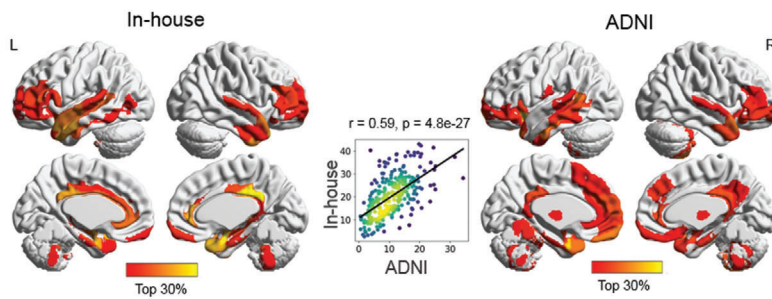 In-house
ADNI
L
R
r = 0.59, p = 4.8e-27
40
30
20
10
In-house
0
10
20
30
ADNI
Top 30%
Top 30%